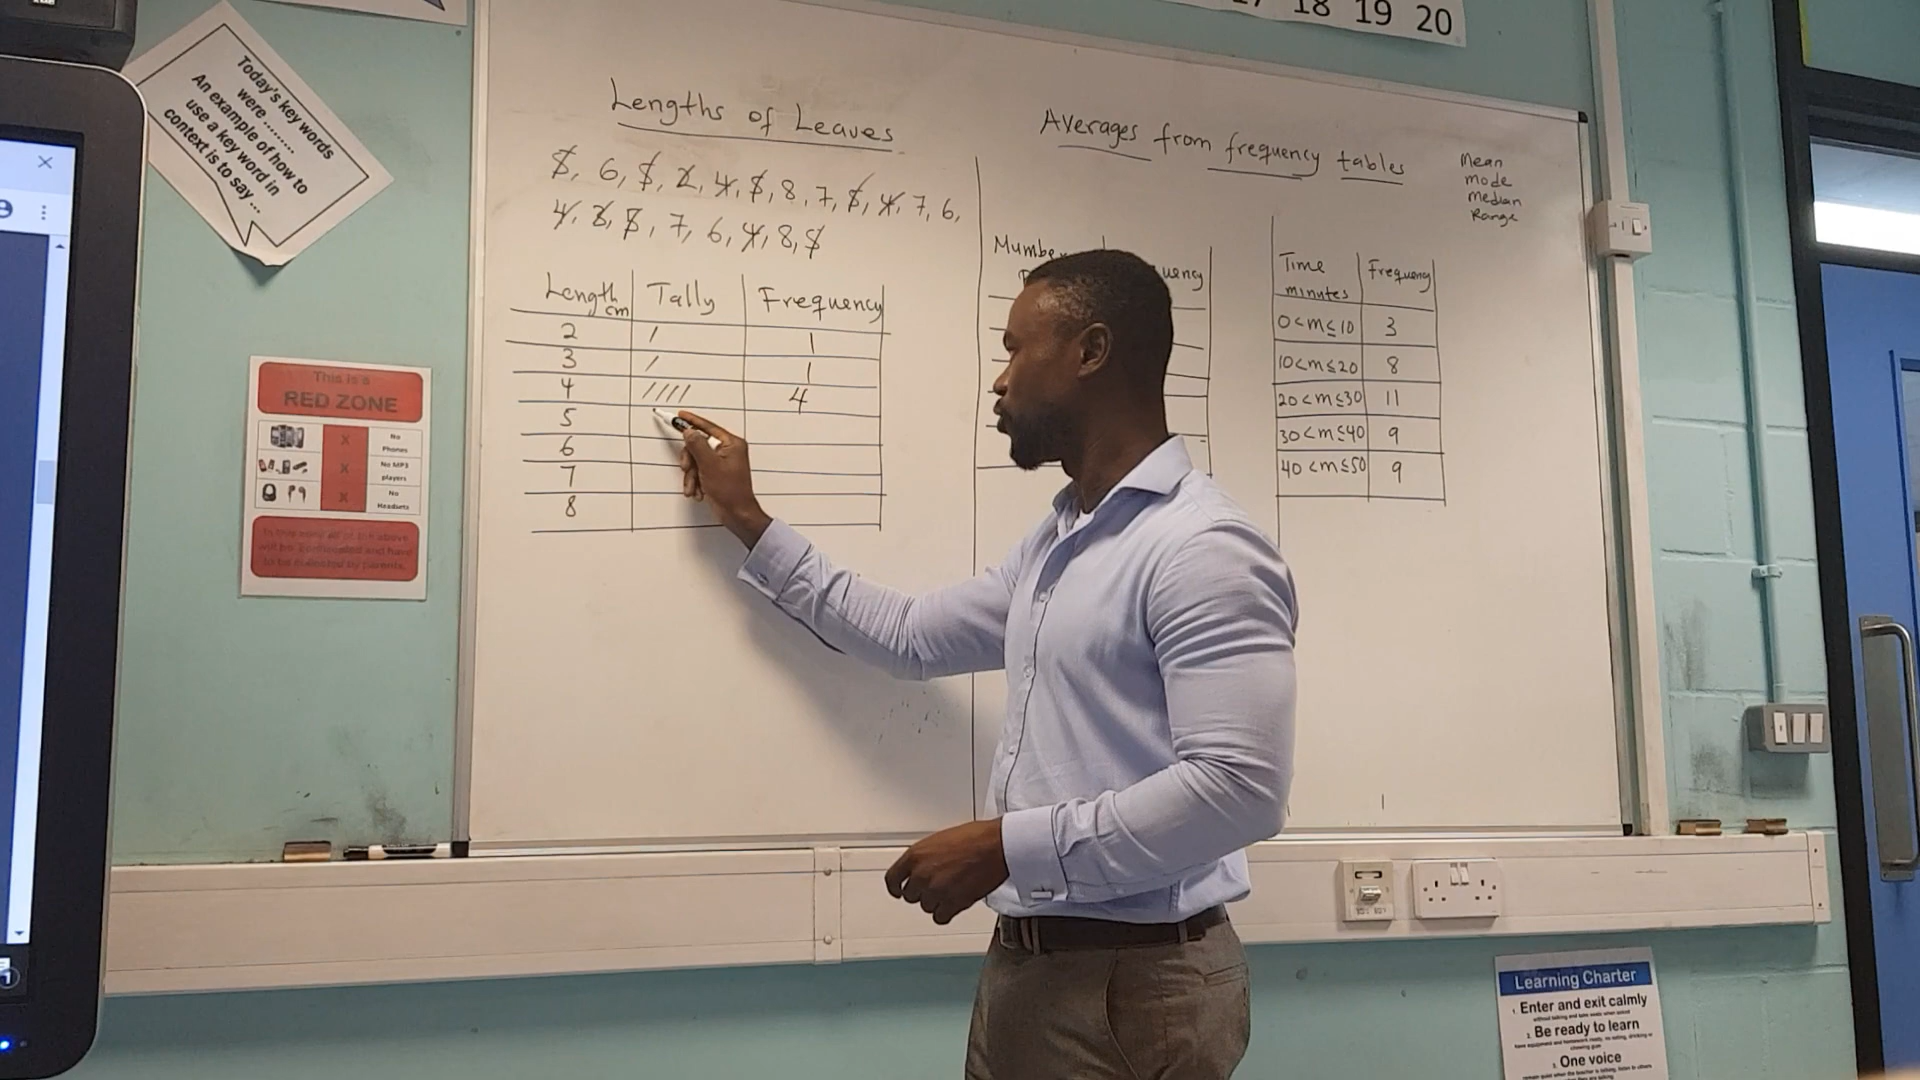 17 18 19 20
Today's key words
were ..........
An example of how to
use a key word in
context is to say ...
Lengths of Leaves
5, 6, 5, 2, 4, 5, 8, 7, 5, 4, 7, 6,
4, 3, 5, 7, 6, 4, 8, 5
Length cm Tally Frequency
2 / 1
3 / 1
4 //// 4
5
6
7
8
Averages from frequency tables
Mean
mode
Median
Range
Time minutes Frequency
0<m≤10 3
10<m≤20 8
20<m≤30 11
30<m≤40 9
40<m≤50 9
This is a
RED ZONE
X No Phones
X No MP3 players
X No Headsets
Learning Charter
1. Enter and exit calmly
2. Be ready to learn
3. One voice